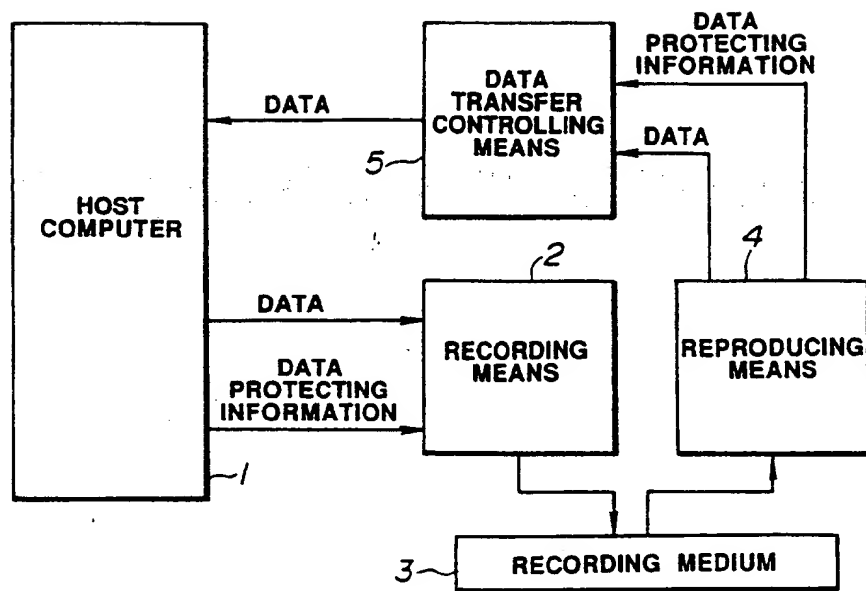 DATA
PROTECTING
INFORMATION
DATA
TRANSFER
CONTROLLING
MEANS
DATA
DATA
5
HOST
COMPUTER
2
4
DATA
RECORDING
MEANS
REPRODUCING
MEANS
DATA
PROTECTING
INFORMATION
1
3
RECORDING MEDIUM